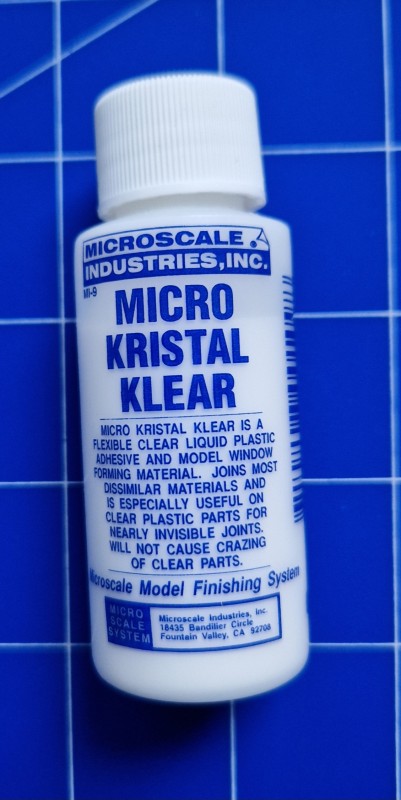 MICROSCALE
INDUSTRIES, INC.
MI-9
MICRO
KRISTAL
KLEAR
MICRO KRISTAL KLEAR IS A
FLEXIBLE CLEAR LIQUID PLASTIC
ADHESIVE AND MODEL WINDOW
FORMING MATERIAL. JOINS MOST
DISSIMILAR MATERIALS AND
IS ESPECIALLY USEFUL ON
CLEAR PLASTIC PARTS FOR
NEARLY INVISIBLE JOINTS.
WILL NOT CAUSE CRAZING
OF CLEAR PARTS.
Microscale Model Finishing System
MICRO
SCALE
SYSTEM
Microscale Industries, Inc.
18435 Bandilier Circle
Fountain Valley, CA 92708